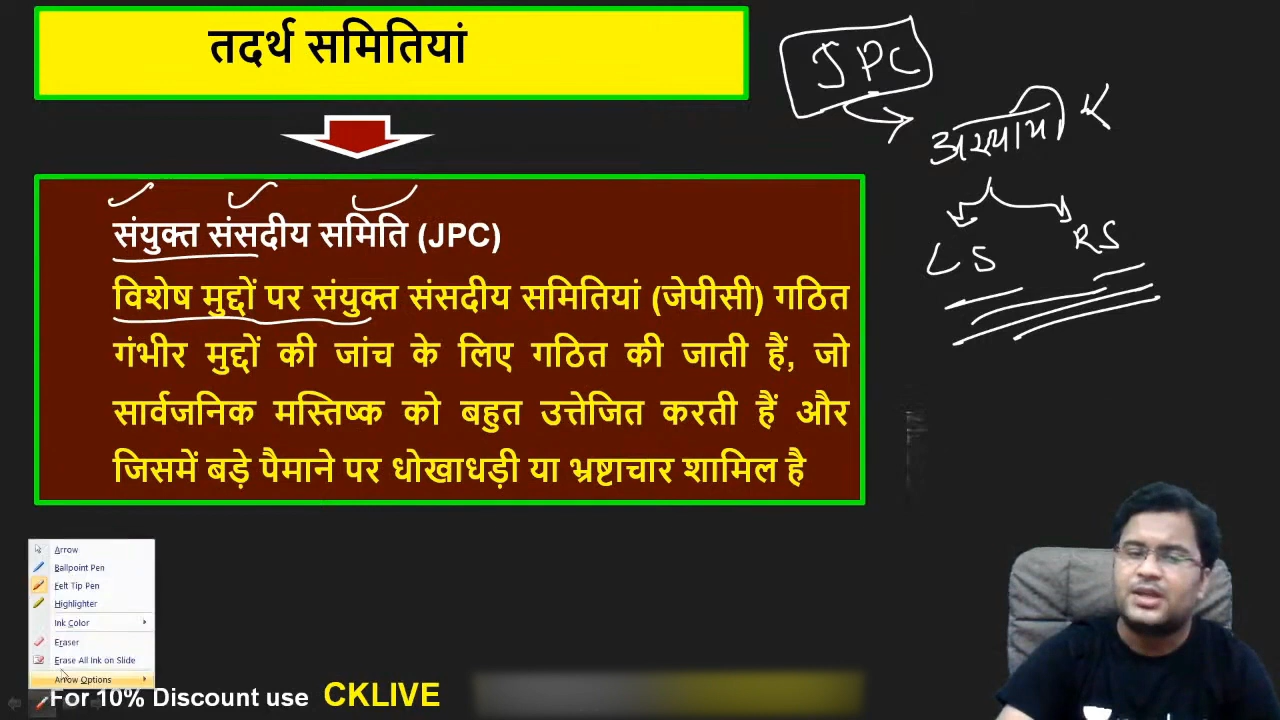 तदर्थ समितियां
JPC
अस्थायी
LS RS
संयुक्त संसदीय समिति (JPC)
विशेष मुद्दों पर संयुक्त संसदीय समितियां (जेपीसी) गठित
गंभीर मुद्दों की जांच के लिए गठित की जाती हैं, जो
सार्वजनिक मस्तिष्क को बहुत उत्तेजित करती हैं और
जिसमें बड़े पैमाने पर धोखाधड़ी या भ्रष्टाचार शामिल है
Arrow
Ballpoint Pen
Felt Tip Pen
Highlighter
Ink Color
Eraser
Erase All Ink on Slide
Arrow Options
For 10% Discount use CKLIVE